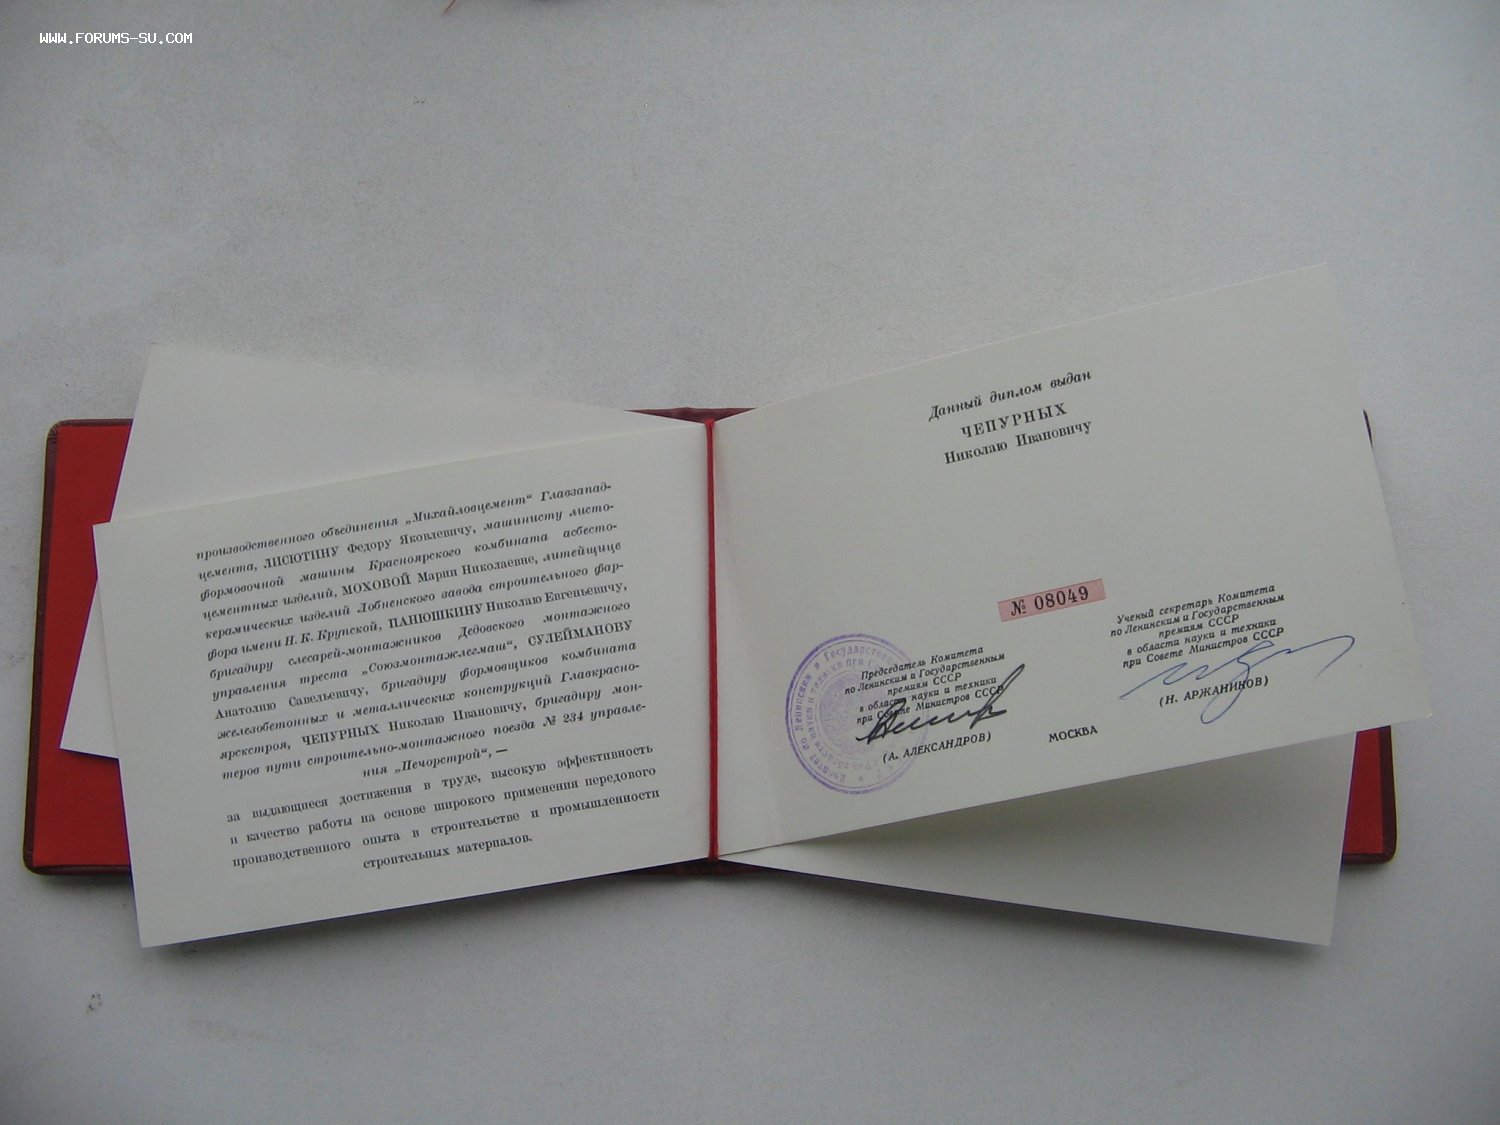 WWW.FORUMS-SU.COM
производственного объединения „Михайловцемент“ Главзапад-
цемента, ЛИСЮТИНУ Федору Яковлевичу, машинисту листо-
формовочной машины Красноярского комбината асбесто-
цементных изделий, МОХОВОЙ Марии Николаевне, литейщице
керамических изделий Лобненского завода строительного фар-
фора имени Н. К. Крупской, ПАНЮШКИНУ Николаю Евгеньевичу,
бригадиру слесарей-монтажников Дедовского монтажного
управления треста „Союзмонтажлегмаш“, СУЛЕЙМАНОВУ
Анатолию Савельевичу, бригадиру формовщиков комбината
железобетонных и металлических конструкций Главкрасно-
ярскстроя, ЧЕПУРНЫХ Николаю Ивановичу, бригадиру мон-
теров пути строительно-монтажного поезда № 234 управле-
ния „Печорстрой“, —
за выдающиеся достижения в труде, высокую эффективность
и качество работы на основе широкого применения передового
производственного опыта в строительстве и промышленности
строительных материалов.
Данный диплом выдан
ЧЕПУРНЫХ
Николаю Ивановичу
№ 08049
Председатель Комитета
по Ленинским и Государственным
премиям СССР
в области науки и техники
при Совете Министров СССР
(А. АЛЕКСАНДРОВ)
МОСКВА
Ученый секретарь Комитета
по Ленинским и Государственным
премиям СССР
в области науки и техники
при Совете Министров СССР
(Н. АРЖАНИКОВ)